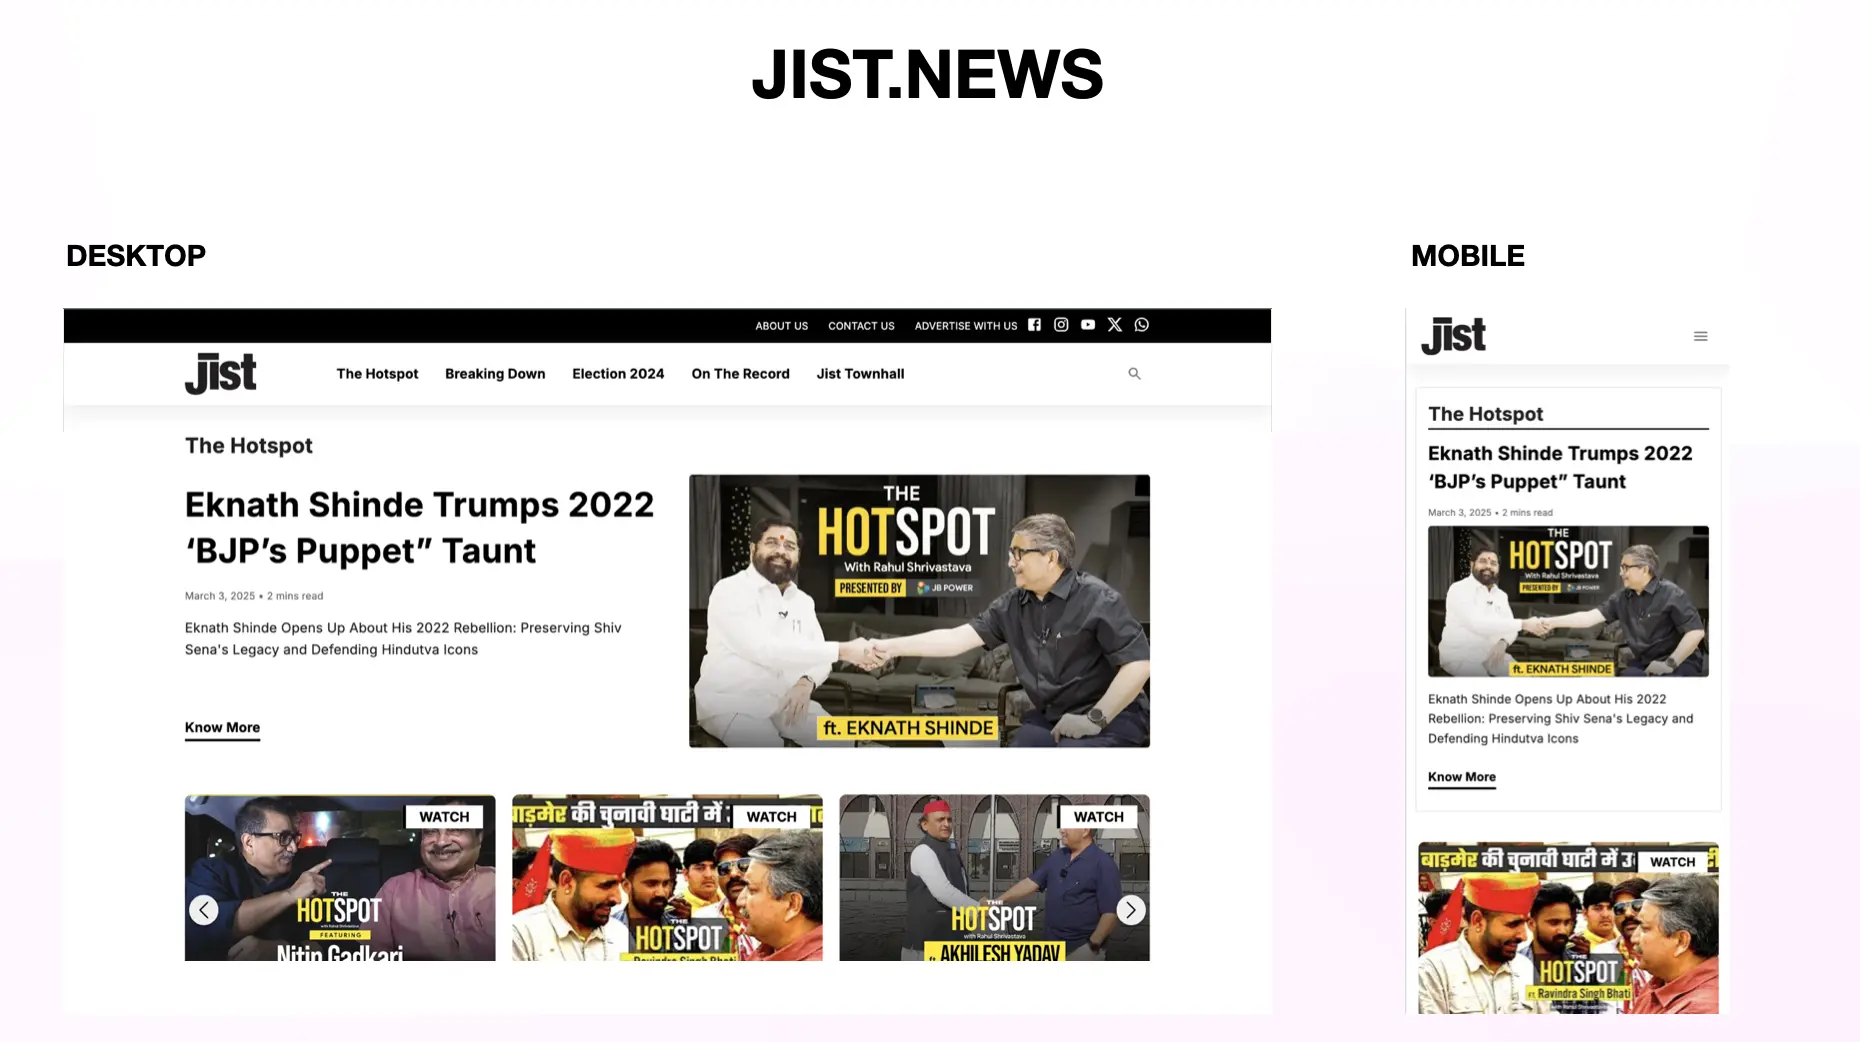 JIST.NEWS
DESKTOP
ABOUT US CONTACT US ADVERTISE WITH US
Jist
The Hotspot Breaking Down Election 2024 On The Record Jist Townhall
The Hotspot
Eknath Shinde Trumps 2022
‘BJP’s Puppet” Taunt
March 3, 2025 • 2 mins read
Eknath Shinde Opens Up About His 2022 Rebellion: Preserving Shiv
Sena's Legacy and Defending Hindutva Icons
Know More
THE
HOTSPOT
With Rahul Shrivastava
PRESENTED BY JB POWER
ft. EKNATH SHINDE
WATCH
THE
HOTSPOT
with Rahul Shrivastava
FEATURING
Nitin Gadkari
बाड़मेर की चुनावी घाटी में
WATCH
THE
HOTSPOT
Ravindra Singh Bhati
WATCH
THE
HOTSPOT
with Rahul Shrivastava
ft. AKHILESH YADAV
MOBILE
Jist
The Hotspot
Eknath Shinde Trumps 2022
‘BJP’s Puppet” Taunt
March 3, 2025 • 2 mins read
THE
HOTSPOT
With Rahul Shrivastava
PRESENTED BY JB POWER
ft. EKNATH SHINDE
Eknath Shinde Opens Up About His 2022
Rebellion: Preserving Shiv Sena's Legacy and
Defending Hindutva Icons
Know More
बाड़मेर की चुनावी घाटी में
WATCH
THE
HOTSPOT
ft. Ravindra Singh Bhati
with Rahul Shrivastava